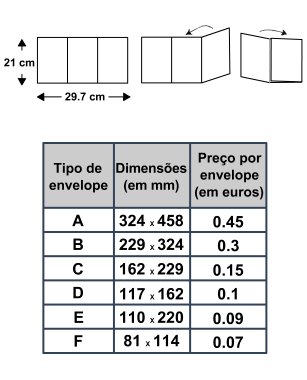 21 cm
29.7 cm
Tipo de envelope Dimensões (em mm) Preço por envelope (em euros)
A 324 x 458 0.45
B 229 x 324 0.3
C 162 x 229 0.15
D 117 x 162 0.1
E 110 x 220 0.09
F 81 x 114 0.07